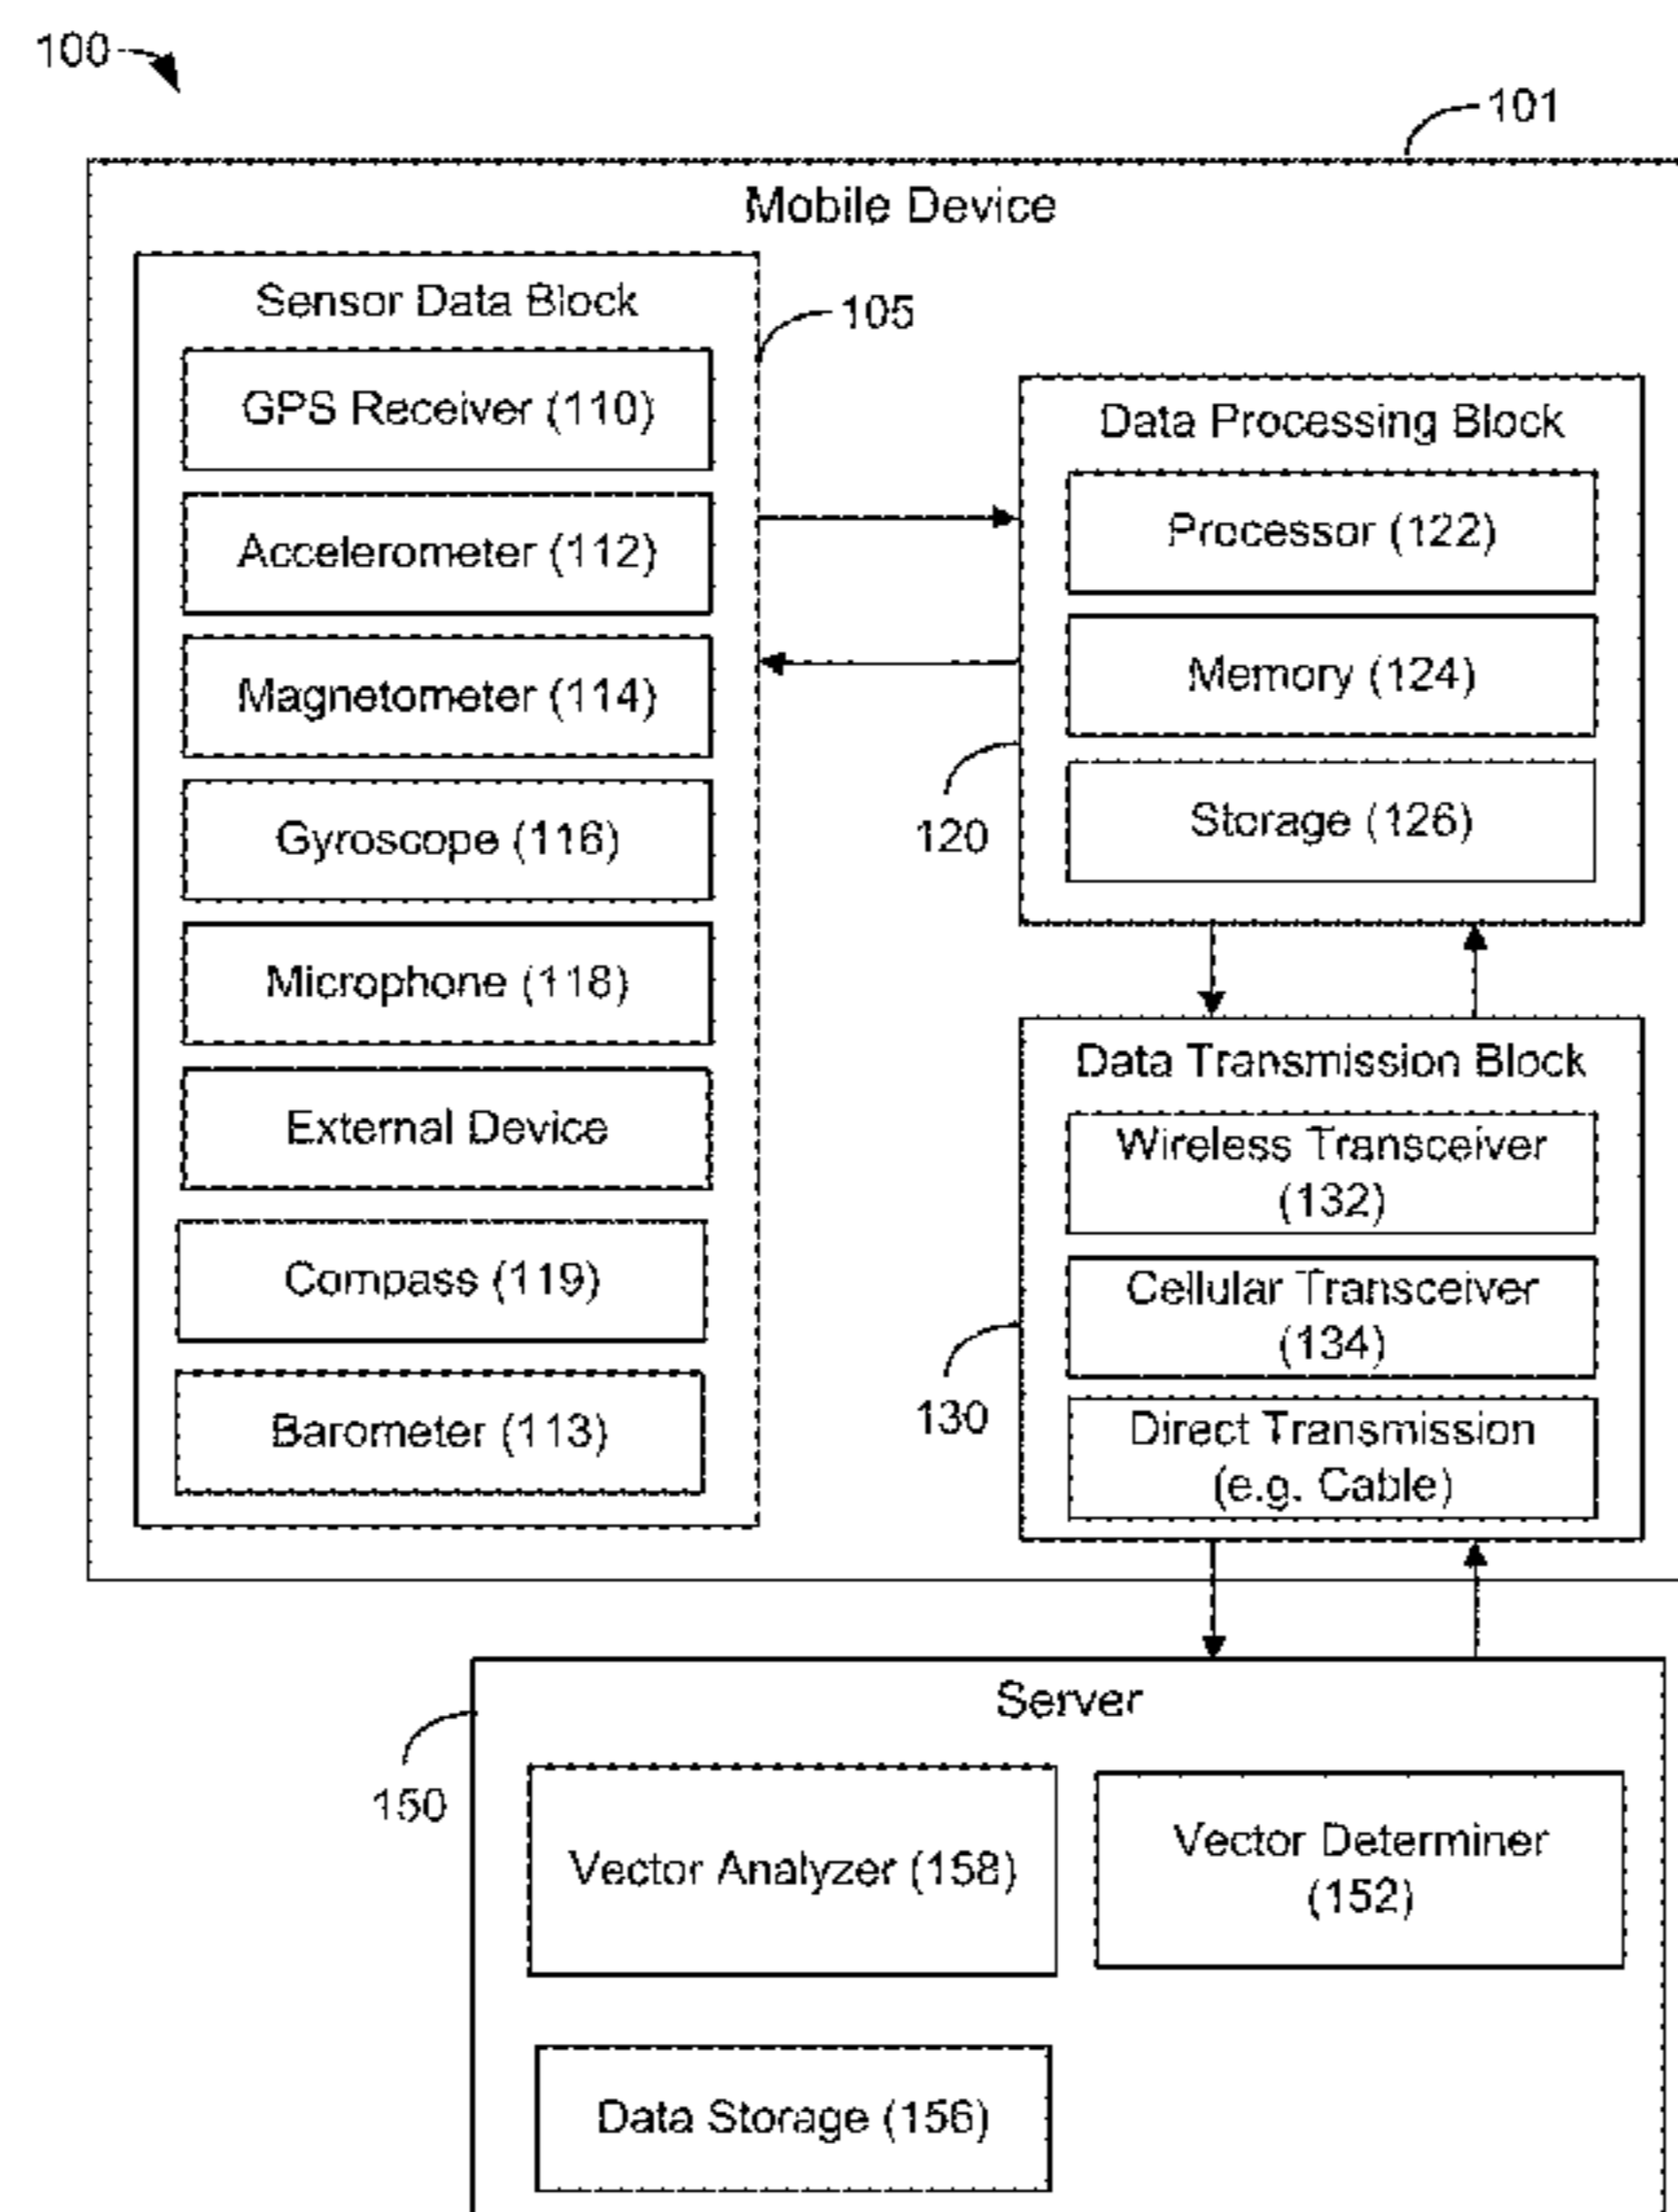 100
101
Mobile Device
Sensor Data Block
105
GPS Receiver (110)
Accelerometer (112)
Magnetometer (114)
Gyroscope (116)
Microphone (118)
External Device
Compass (119)
Barometer (113)
Data Processing Block
Processor (122)
Memory (124)
Storage (126)
120
Data Transmission Block
Wireless Transceiver
(132)
Cellular Transceiver
(134)
Direct Transmission
(e.g. Cable)
130
Server
150
Vector Analyzer (158)
Vector Determiner
(152)
Data Storage (156)